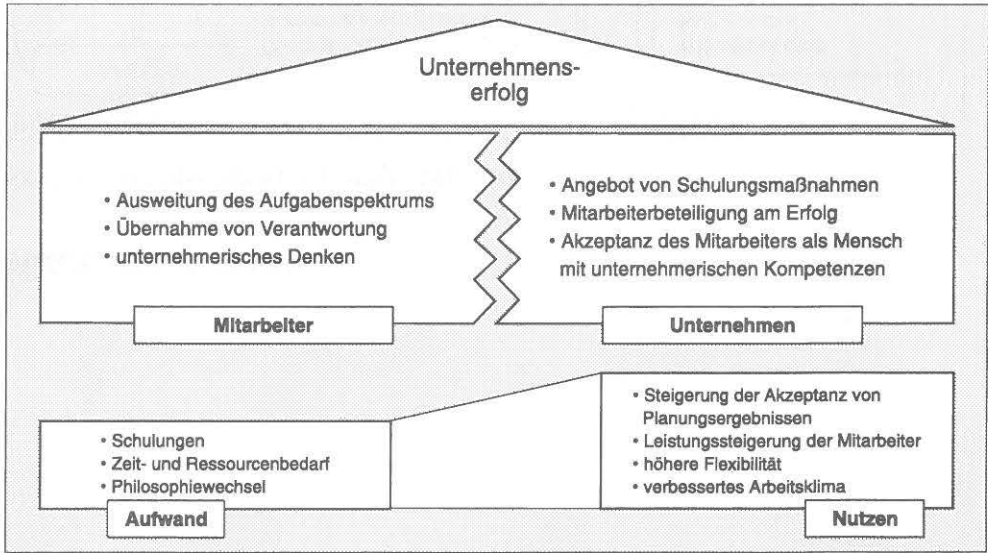 Unternehmens-
erfolg
• Ausweitung des Aufgabenspektrums
• Übernahme von Verantwortung
• unternehmerisches Denken
Mitarbeiter
• Angebot von Schulungsmaßnahmen
• Mitarbeiterbeteiligung am Erfolg
• Akzeptanz des Mitarbeiters als Mensch
mit unternehmerischen Kompetenzen
Unternehmen
• Schulungen
• Zeit- und Ressourcenbedarf
• Philosophiewechsel
Aufwand
• Steigerung der Akzeptanz von
Planungsergebnissen
• Leistungssteigerung der Mitarbeiter
• höhere Flexibilität
• verbessertes Arbeitsklima
Nutzen